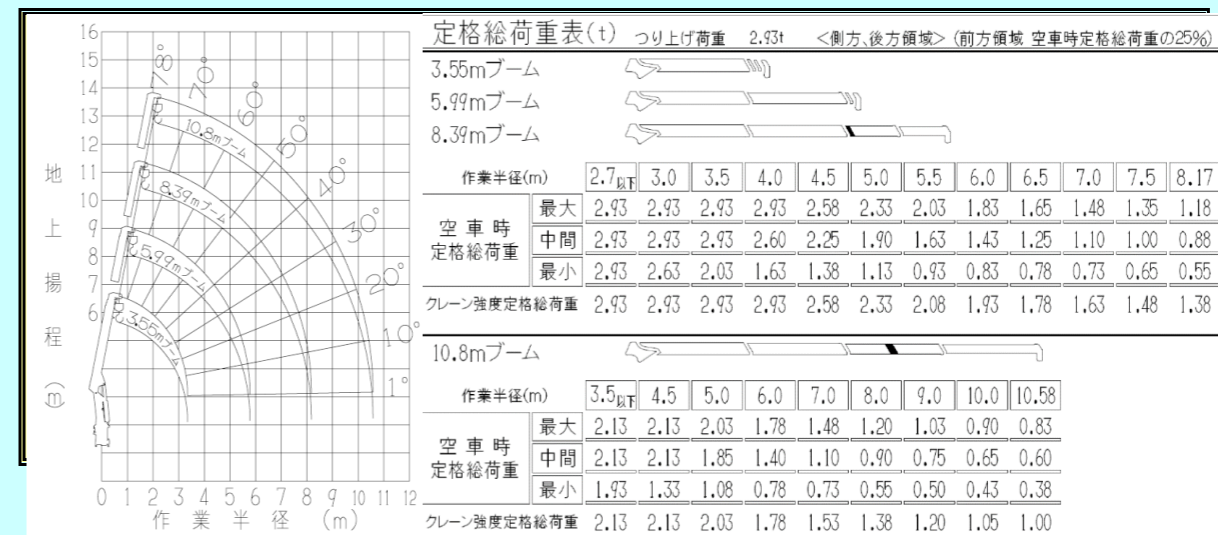 16
15
14
13
12
11
10
9
8
7
6
地上揚程(m)
78°
70°
60°
50°
40°
30°
20°
10°
1°
10.8mブーム
8.39mブーム
5.99mブーム
3.55mブーム
0 1 2 3 4 5 6 7 8 9 10 11 12
作業半径(m)
定格総荷重表(t) つり上げ荷重 2.93t <側方、後方領域> (前方領域 空車時定格総荷重の25%)
3.55mブーム
5.99mブーム
8.39mブーム
作業半径(m) 2.7以下 3.0 3.5 4.0 4.5 5.0 5.5 6.0 6.5 7.0 7.5 8.17
空車時定格総荷重
最大 2.93 2.93 2.93 2.93 2.58 2.33 2.03 1.83 1.65 1.48 1.35 1.18
中間 2.93 2.93 2.93 2.60 2.25 1.90 1.63 1.43 1.25 1.10 1.00 0.88
最小 2.93 2.63 2.03 1.63 1.38 1.13 0.93 0.83 0.78 0.73 0.65 0.55
クレーン強度定格総荷重 2.93 2.93 2.93 2.93 2.58 2.33 2.08 1.93 1.78 1.63 1.48 1.38
10.8mブーム
作業半径(m) 3.5以下 4.5 5.0 6.0 7.0 8.0 9.0 10.0 10.58
空車時定格総荷重
最大 2.13 2.13 2.03 1.78 1.48 1.20 1.03 0.90 0.83
中間 2.13 2.13 1.85 1.40 1.10 0.90 0.75 0.65 0.60
最小 1.93 1.33 1.08 0.78 0.73 0.55 0.50 0.43 0.38
クレーン強度定格総荷重 2.13 2.13 2.03 1.78 1.53 1.38 1.20 1.05 1.00